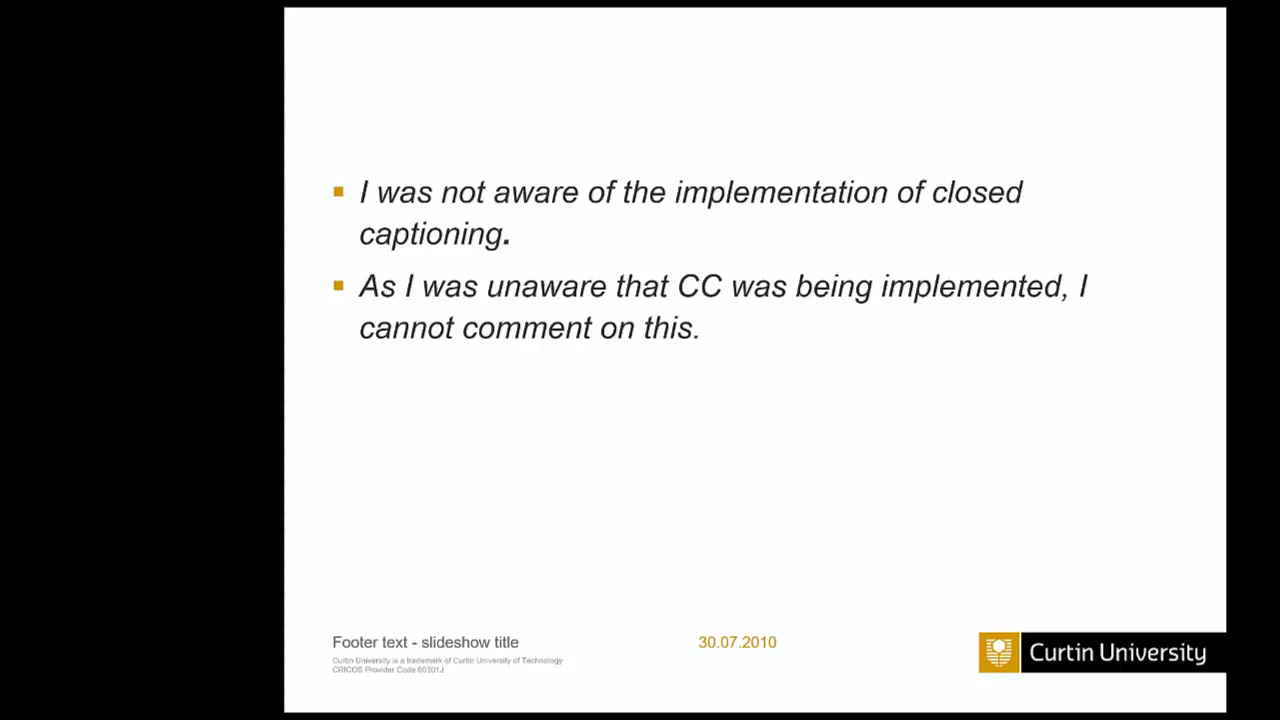 I was not aware of the implementation of closed
captioning.
As I was unaware that CC was being implemented, I
cannot comment on this.
Footer text - slideshow title
30.07.2010
Curtin University is a trademark of Curtin University of Technology
CRICOS Provider Code 00301J
Curtin University